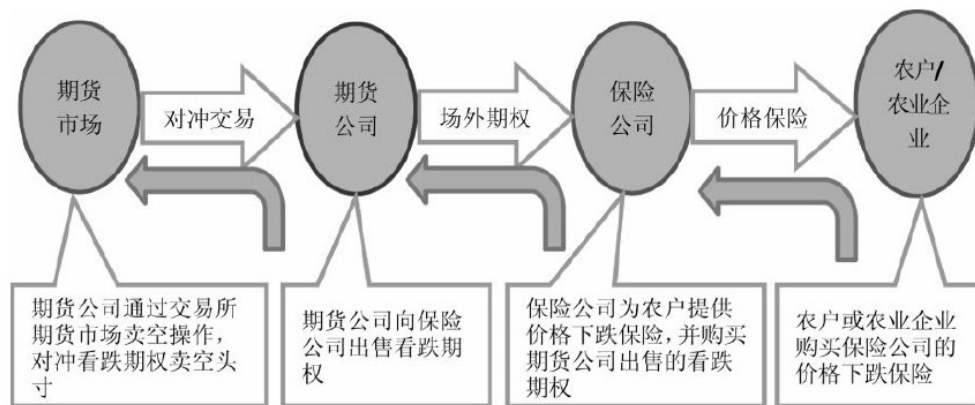 期货
市场
对冲交易
期货
公司
场外期权
保险
公司
价格保险
农户/
农业企
业
期货公司通过交易所
期货市场卖空操作，
对冲看跌期权卖空头
寸
期货公司向保险
公司出售看跌期
权
保险公司为农户提供
价格下跌保险，并购买
期货公司出售的看跌
期权
农户或农业企业
购买保险公司的
价格下跌保险